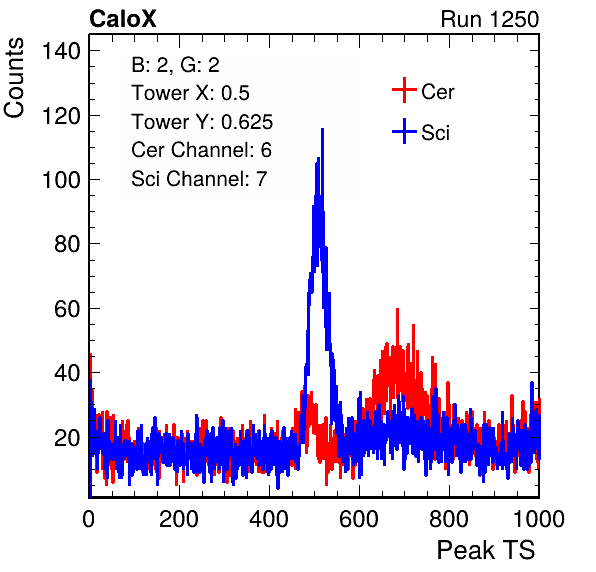 CaloX
Run 1250
Counts
140
120
100
80
60
40
20
B: 2, G: 2
Tower X: 0.5
Tower Y: 0.625
Cer Channel: 6
Sci Channel: 7
Cer
Sci
0 200 400 600 800 1000
Peak TS